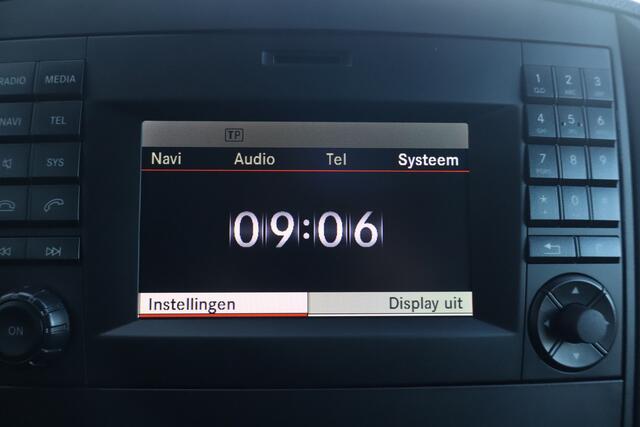 RADIO MEDIA
NAVI TEL
SYS
ON
TP
Navi Audio Tel Systeem
09:06
Instellingen Display uit
1 2 3
4 5 6
7 8 9
* 0 #